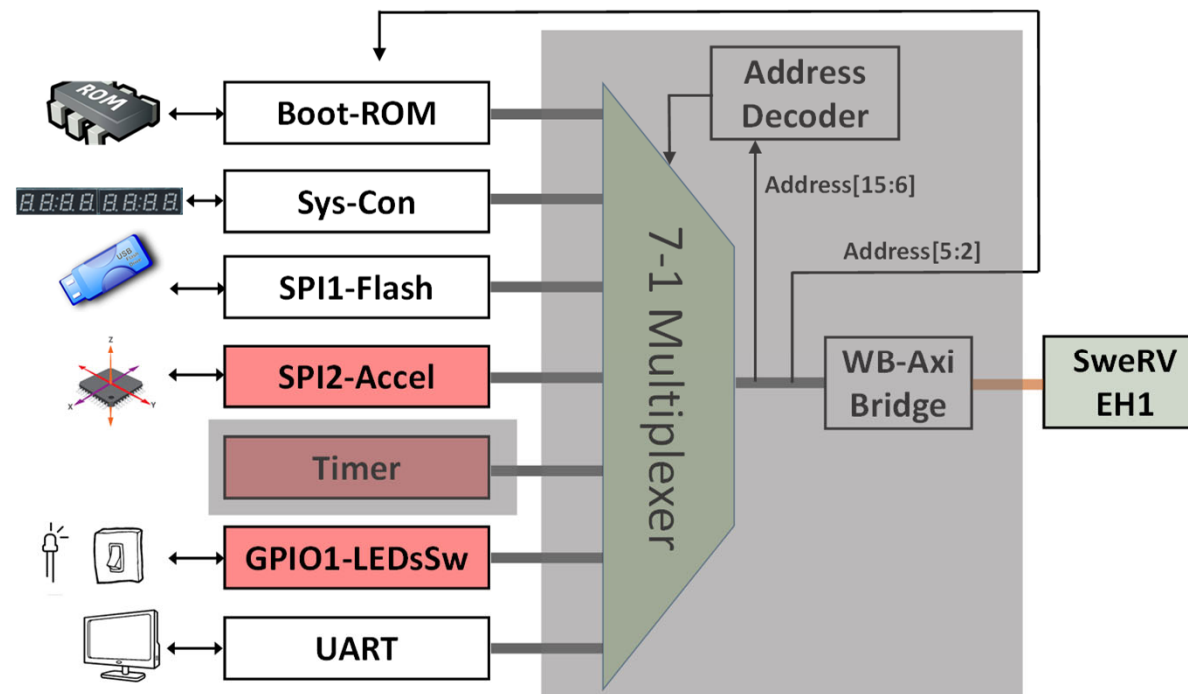 ROM
Boot-ROM
Sys-Con
USB
SPI1-Flash
Z
X
Y
SPI2-Accel
Timer
GPIO1-LEDsSw
UART
7-1 Multiplexer
Address
Decoder
Address[15:6]
Address[5:2]
WB-Axi
Bridge
SweRV
EH1